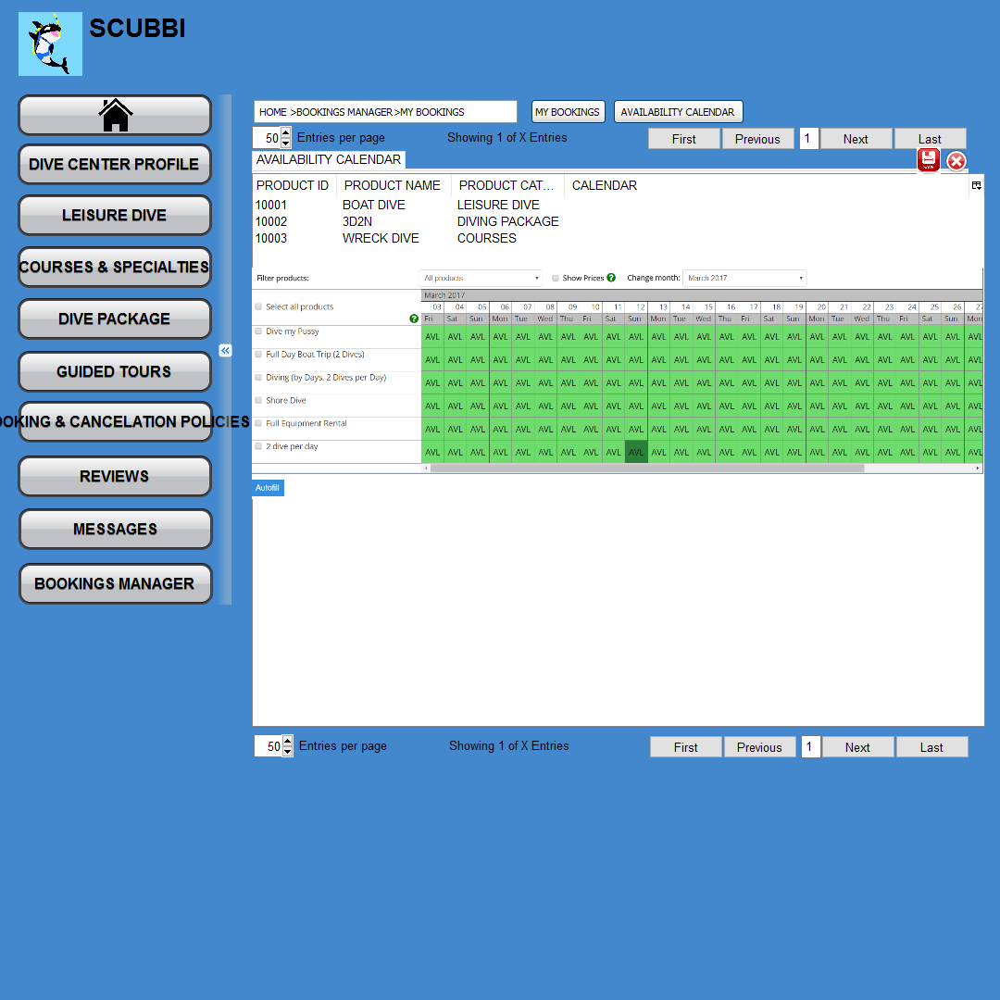 SCUBBI
HOME >BOOKINGS MANAGER>MY BOOKINGS
MY BOOKINGS
AVAILABILITY CALENDAR
50 Entries per page Showing 1 of X Entries First Previous 1 Next Last
AVAILABILITY CALENDAR
SAVE
DIVE CENTER PROFILE
LEISURE DIVE
COURSES & SPECIALTIES
DIVE PACKAGE
GUIDED TOURS
OKING & CANCELATION POLICIES
REVIEWS
MESSAGES
BOOKINGS MANAGER
PRODUCT ID PRODUCT NAME PRODUCT CAT... CALENDAR
10001 BOAT DIVE LEISURE DIVE
10002 3D2N DIVING PACKAGE
10003 WRECK DIVE COURSES
Filter products: All products Show Prices ? Change month: March 2017
March 2017
Select all products 03 04 05 06 07 08 09 10 11 12 13 14 15 16 17 18 19 20 21 22 23 24 25 26 27
? Fri Sat Sun Mon Tue Wed Thu Fri Sat Sun Mon Tue Wed Thu Fri Sat Sun Mon Tue Wed Thu Fri Sat Sun Mon
Dive my Pussy AVL AVL AVL AVL AVL AVL AVL AVL AVL AVL AVL AVL AVL AVL AVL AVL AVL AVL AVL AVL AVL AVL AVL AVL AVL
Full Day Boat Trip (2 Dives) AVL AVL AVL AVL AVL AVL AVL AVL AVL AVL AVL AVL AVL AVL AVL AVL AVL AVL AVL AVL AVL AVL AVL AVL AVL
Diving (by Days, 2 Dives per Day) AVL AVL AVL AVL AVL AVL AVL AVL AVL AVL AVL AVL AVL AVL AVL AVL AVL AVL AVL AVL AVL AVL AVL AVL AVL
Shore Dive AVL AVL AVL AVL AVL AVL AVL AVL AVL AVL AVL AVL AVL AVL AVL AVL AVL AVL AVL AVL AVL AVL AVL AVL AVL
Full Equipment Rental AVL AVL AVL AVL AVL AVL AVL AVL AVL AVL AVL AVL AVL AVL AVL AVL AVL AVL AVL AVL AVL AVL AVL AVL AVL
2 dive per day AVL AVL AVL AVL AVL AVL AVL AVL AVL AVL AVL AVL AVL AVL AVL AVL AVL AVL AVL AVL AVL AVL AVL AVL AVL
Autofill
50 Entries per page Showing 1 of X Entries First Previous 1 Next Last